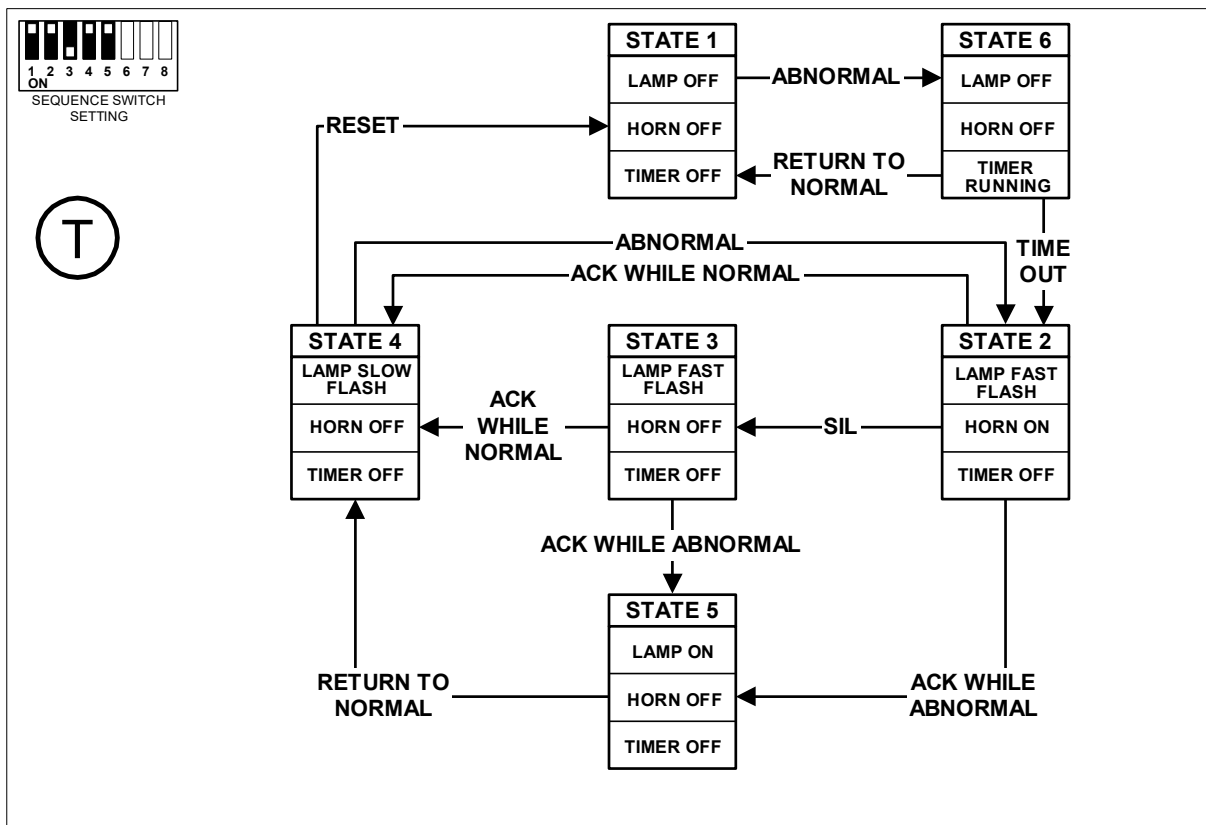 1 2 3 4 5 6 7 8
ON
SEQUENCE SWITCH
SETTING
T
STATE 1
LAMP OFF
HORN OFF
TIMER OFF
ABNORMAL
RETURN TO
NORMAL
STATE 6
LAMP OFF
HORN OFF
TIMER
RUNNING
RESET
TIME
OUT
ABNORMAL
ACK WHILE NORMAL
STATE 4
LAMP SLOW
FLASH
HORN OFF
TIMER OFF
ACK
WHILE
NORMAL
STATE 3
LAMP FAST
FLASH
HORN OFF
TIMER OFF
SIL
STATE 2
LAMP FAST
FLASH
HORN ON
TIMER OFF
ACK WHILE ABNORMAL
STATE 5
LAMP ON
HORN OFF
TIMER OFF
RETURN TO
NORMAL
ACK WHILE
ABNORMAL